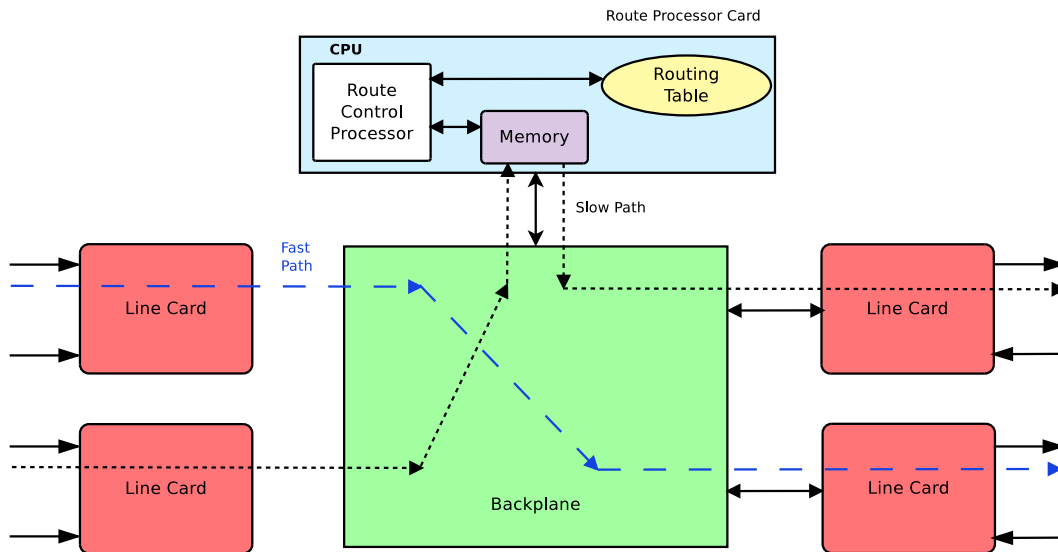 Route Processor Card
CPU
Route
Control
Processor
Routing
Table
Memory
Slow Path
Fast
Path
Line Card
Line Card
Line Card
Line Card
Backplane